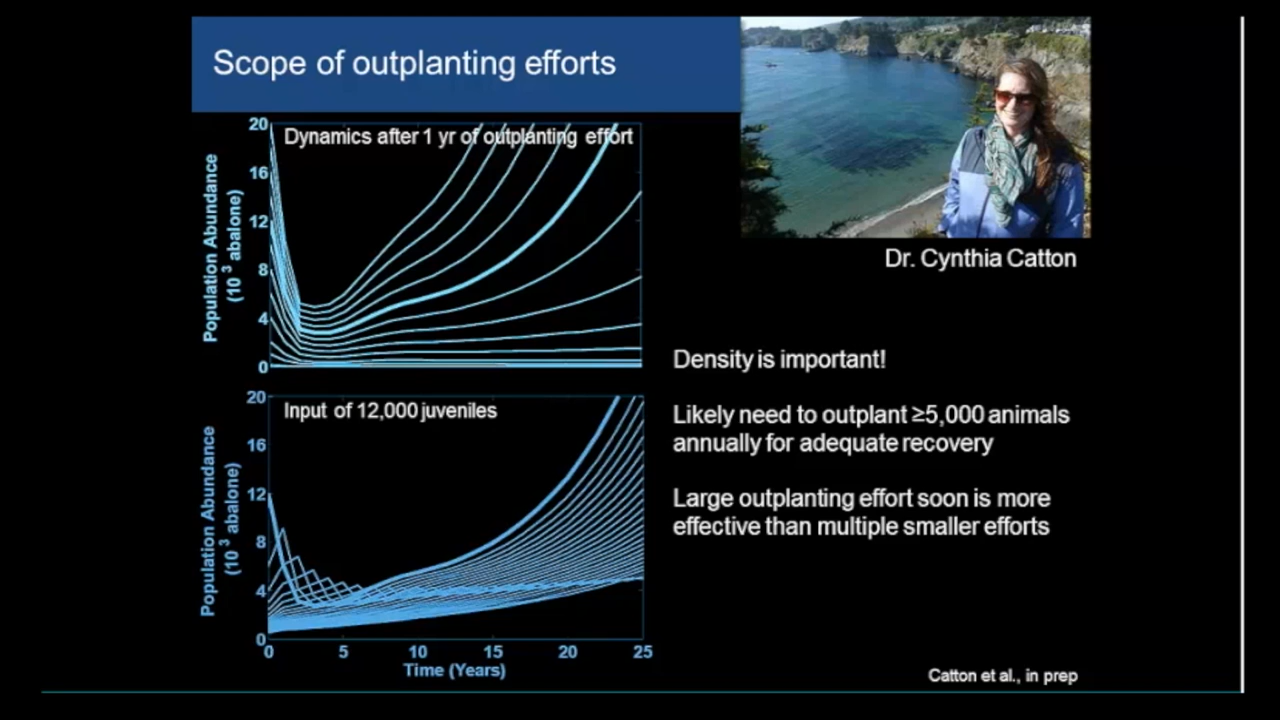 Scope of outplanting efforts
Dynamics after 1 yr of outplanting effort
20
16
12
8
4
0
Population Abundance
(10 3 abalone)
Dr. Cynthia Catton
Input of 12,000 juveniles
20
16
12
8
4
0
Population Abundance
(10 3 abalone)
0 5 10 15 20 25
Time (Years)
Density is important!
Likely need to outplant ≥5,000 animals
annually for adequate recovery
Large outplanting effort soon is more
effective than multiple smaller efforts
Catton et al., in prep